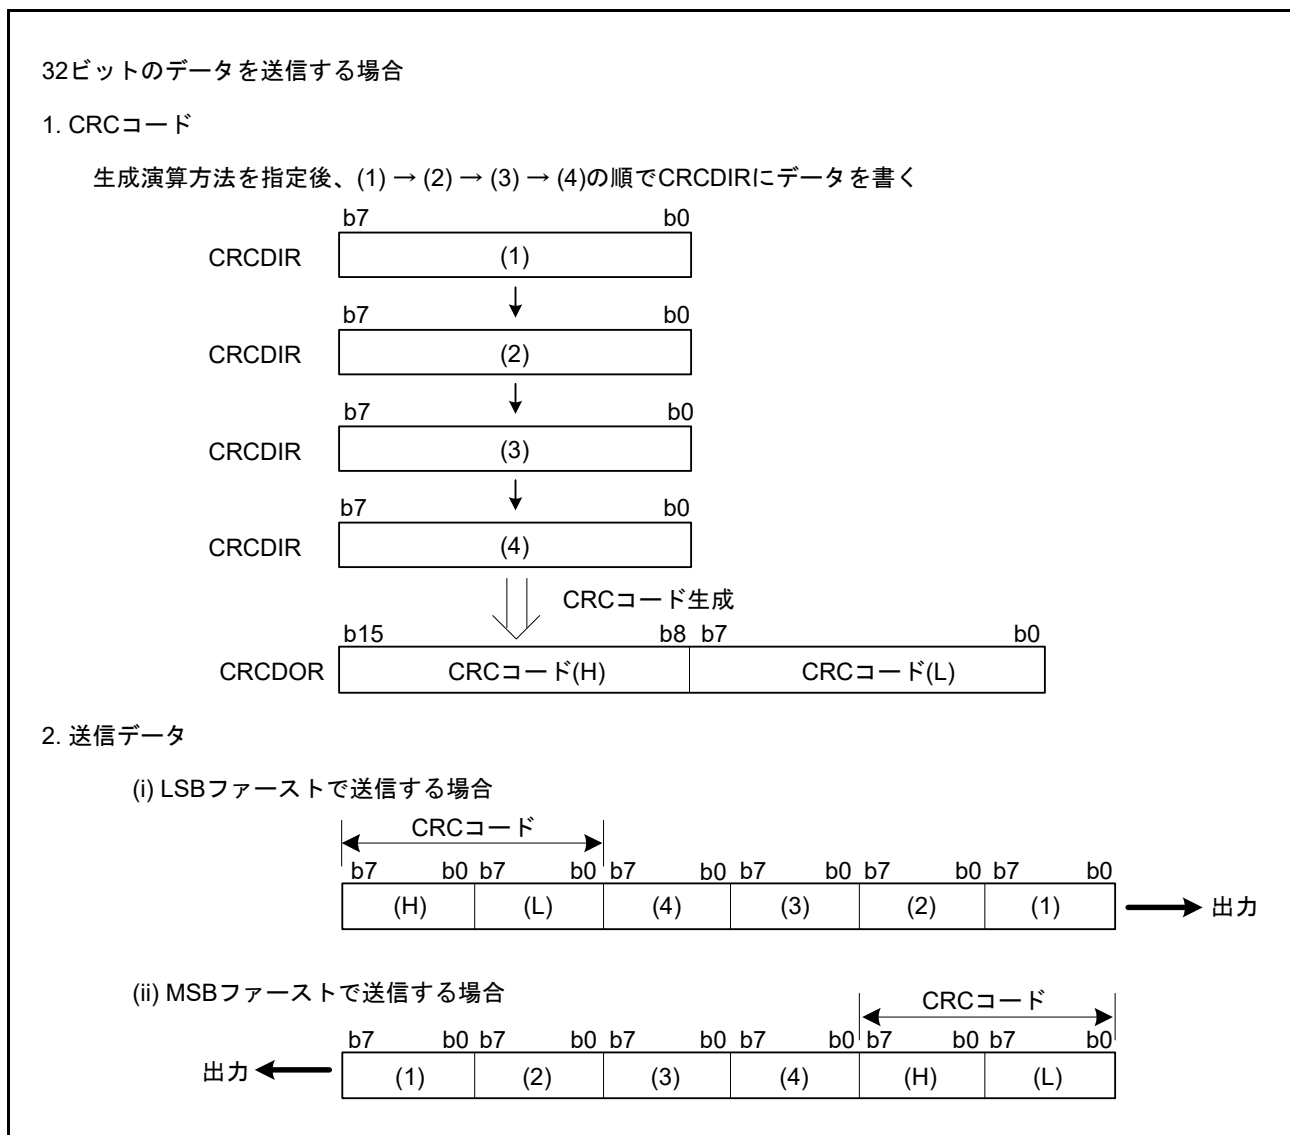 32ビットのデータを送信する場合
1. CRCコード
生成演算方法を指定後、(1) → (2) → (3) → (4)の順でCRCDIRにデータを書く
b7 b0
CRCDIR (1)
b7 b0
CRCDIR (2)
b7 b0
CRCDIR (3)
b7 b0
CRCDIR (4)
CRCコード生成
b15 b8 b7 b0
CRCDOR CRCコード(H) CRCコード(L)
2. 送信データ
(i) LSBファーストで送信する場合
CRCコード
b7 b0 b7 b0 b7 b0 b7 b0 b7 b0 b7 b0
(H) (L) (4) (3) (2) (1) 出力
(ii) MSBファーストで送信する場合
CRCコード
b7 b0 b7 b0 b7 b0 b7 b0 b7 b0 b7 b0
出力 (1) (2) (3) (4) (H) (L)